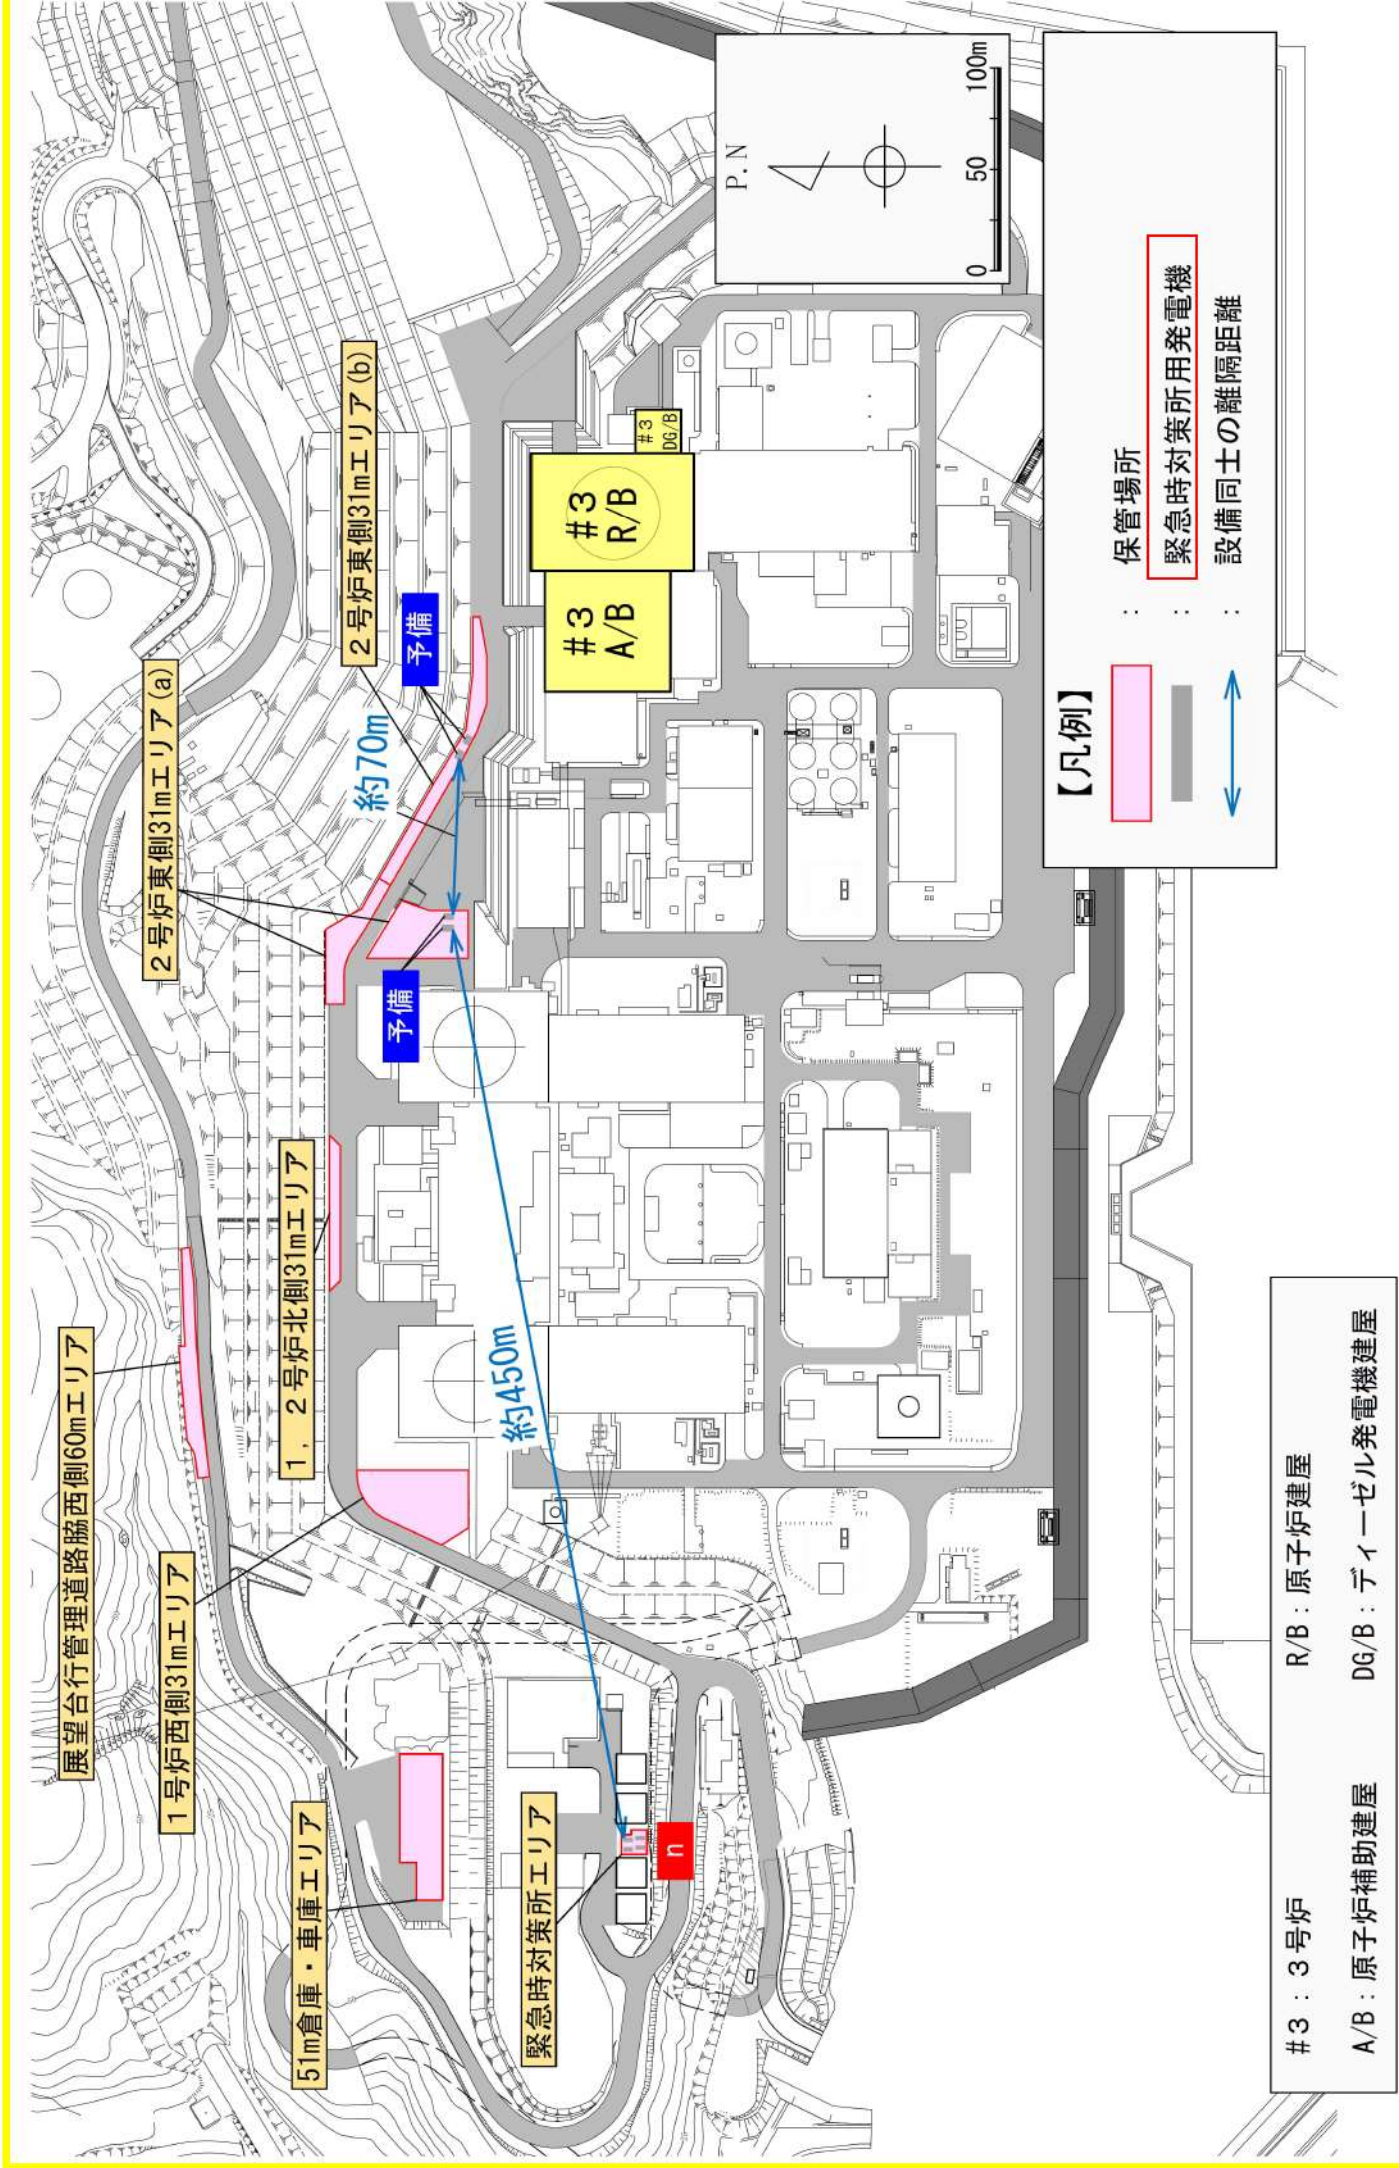 展望台行管理道路脇西側60mエリア
1号炉西側31mエリア
51m倉庫・車庫エリア
1，2号炉北側31mエリア
2号炉東側31mエリア(a)
2号炉東側31mエリア(b)
予備
予備
約70m
約450m
緊急時対策所エリア
n
#3
A/B
#3
R/B
#3
DG/B
P.N
0 50 100m
【凡例】
： 保管場所
： 緊急時対策所用発電機
： 設備同士の離隔距離
#3：3号炉 R/B：原子炉建屋
A/B：原子炉補助建屋 DG/B：ディーゼル発電機建屋